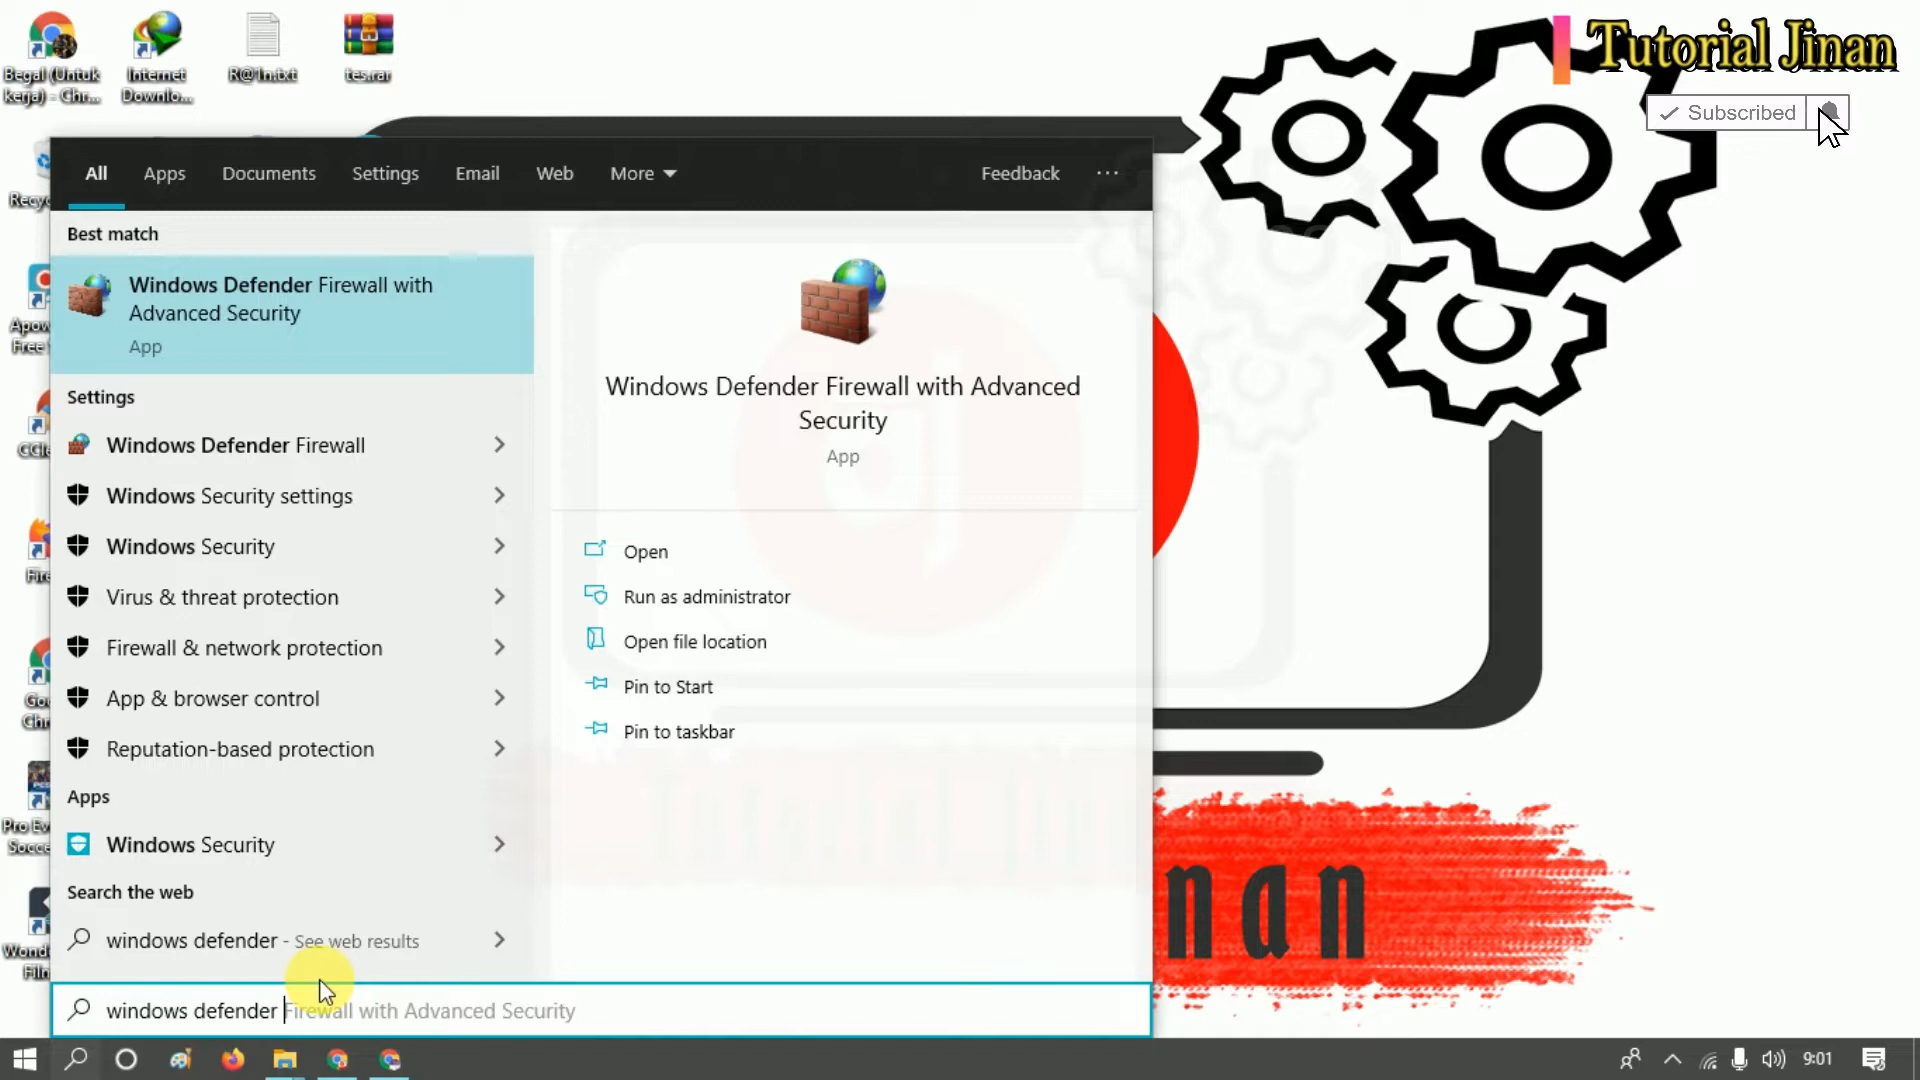 Tutorial Jinan
Subscribed
Begal (Untuk
kerja) - Chr...
Internet
Downlo...
R@1n.txt
tes.rar
All
Apps
Documents
Settings
Email
Web
More
Feedback
Best match
Windows Defender Firewall with
Advanced Security
App
Settings
Windows Defender Firewall
Windows Security settings
Windows Security
Virus & threat protection
Firewall & network protection
App & browser control
Reputation-based protection
Apps
Windows Security
Search the web
windows defender - See web results
windows defender Firewall with Advanced Security
Windows Defender Firewall with Advanced
Security
App
Open
Run as administrator
Open file location
Pin to Start
Pin to taskbar
nan
9:01